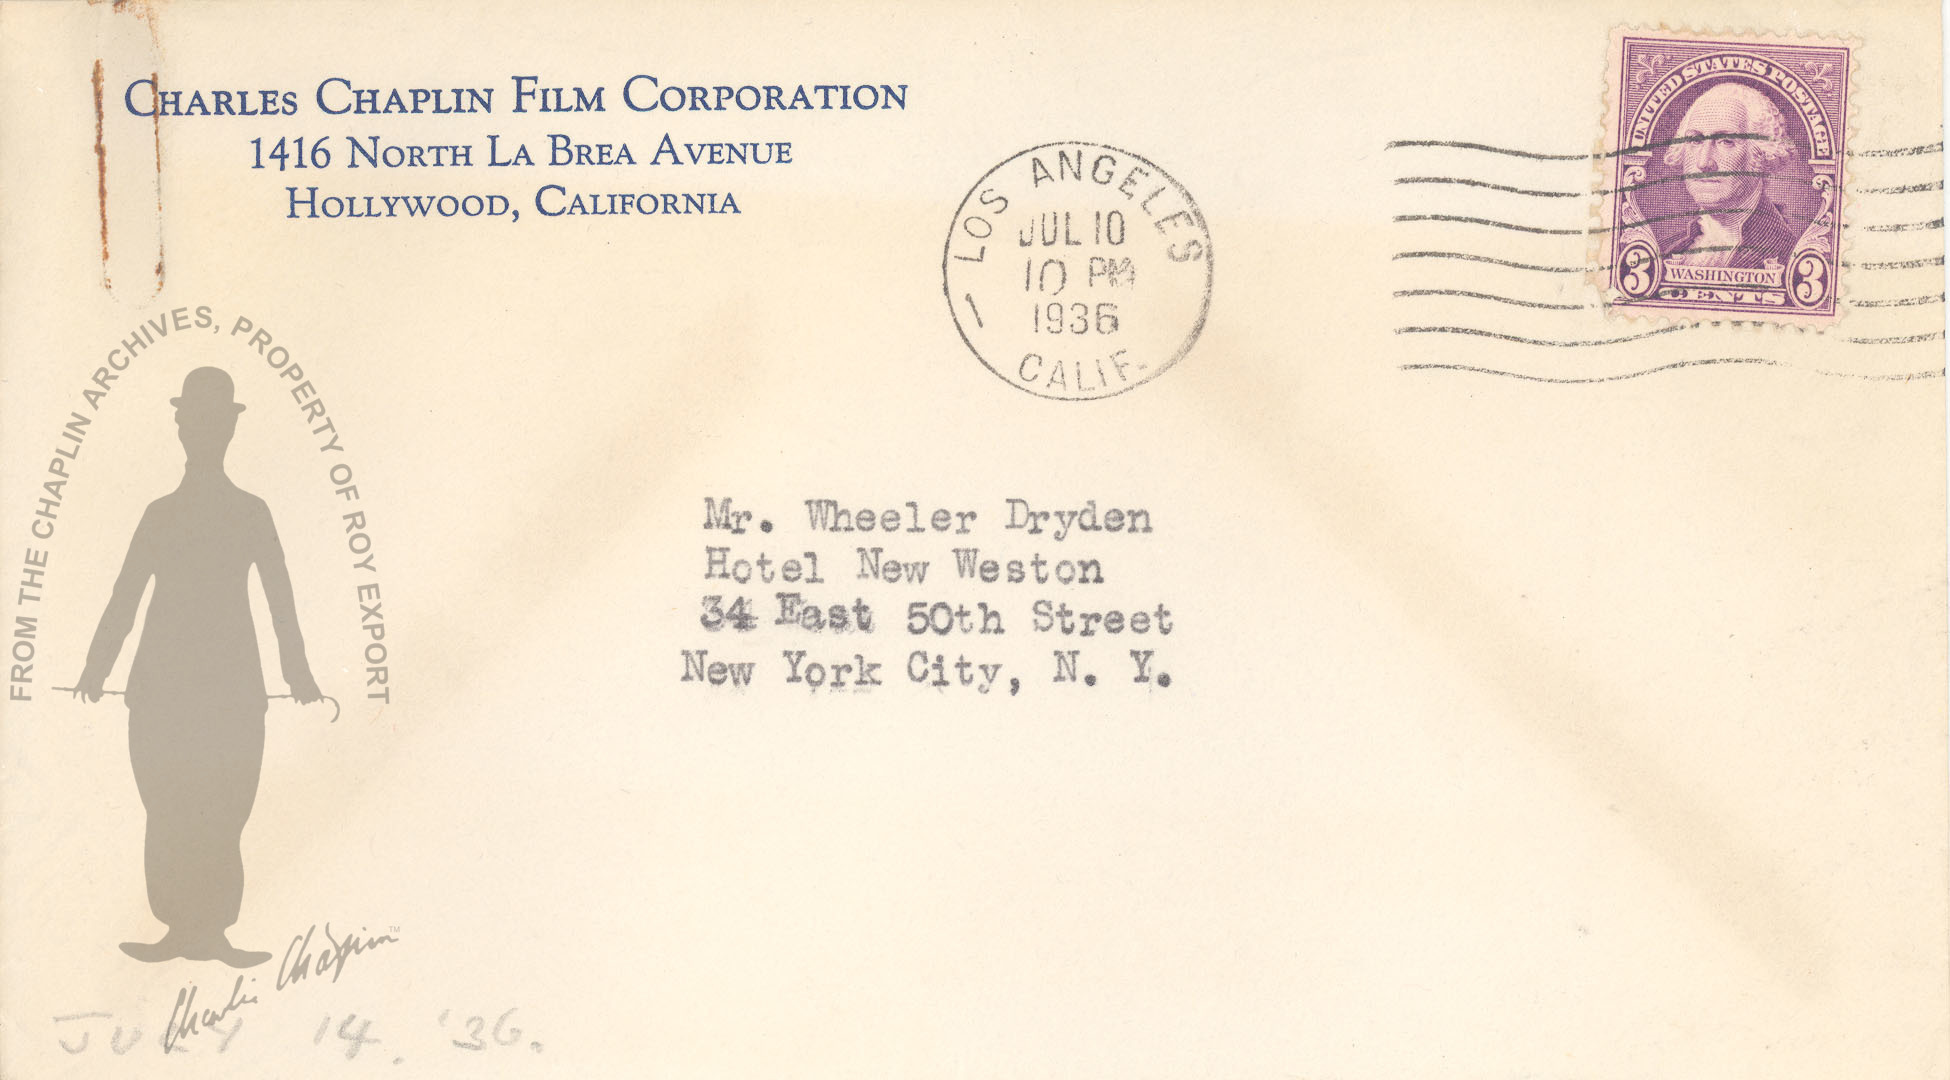 CHARLES CHAPLIN FILM CORPORATION
1416 NORTH LA BREA AVENUE
HOLLYWOOD, CALIFORNIA
LOS ANGELES
JUL 10
10 PM
1936
CALIF.
UNITED STATES POSTAGE
WASHINGTON
3 3
CENTS
FROM THE CHAPLIN ARCHIVES, PROPERTY OF ROY EXPORT
Mr. Wheeler Dryden
Hotel New Weston
34 East 50th Street
New York City, N. Y.
Charlie Chaplin™
JULY 14. '36.